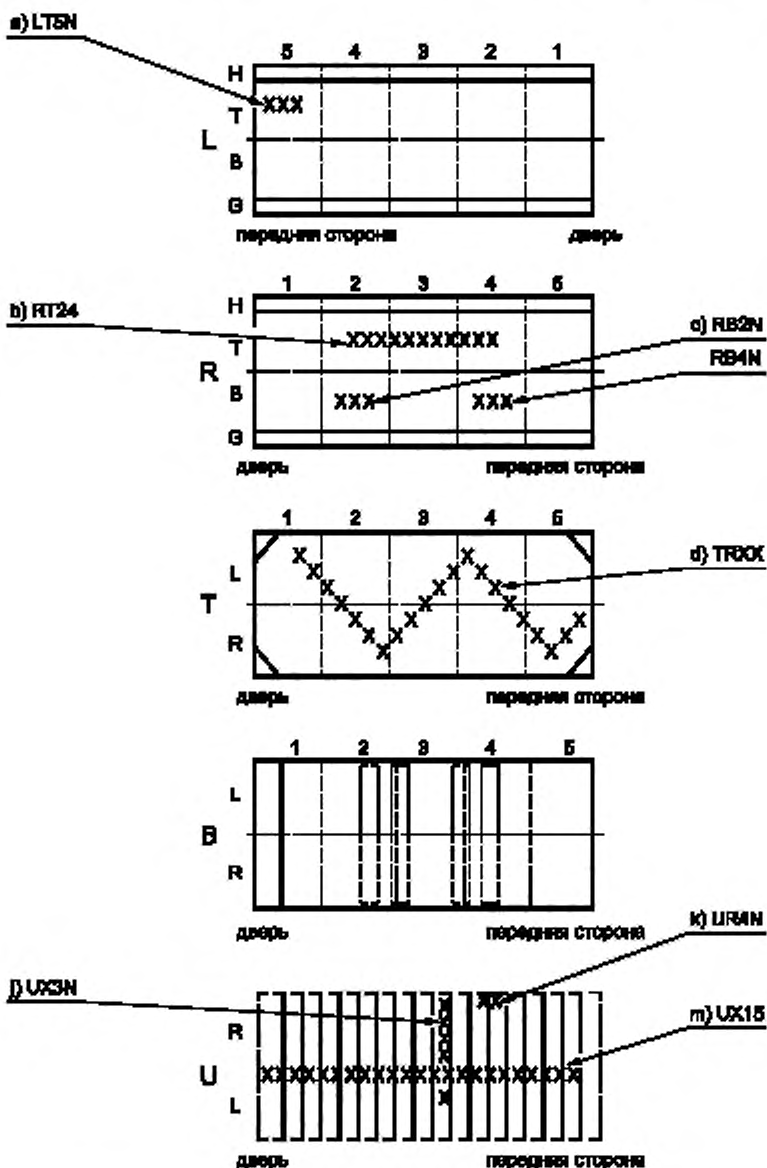 a) LT5N
5 4 3 2 1
H
T XXX
L
B
G
передняя сторона дверь
1 2 3 4 5
b) RT24
H
c) RB2N
T XXXXXXXXXXX
RB4N
R
B XXX XXX
G
дверь передняя сторона
1 2 3 4 5
d) TRXX
L
T
R
дверь передняя сторона
1 2 3 4 5
L
B
R
дверь передняя сторона
k) UR4N
j) UX3N
R
m) UX15
U
L
дверь передняя сторона